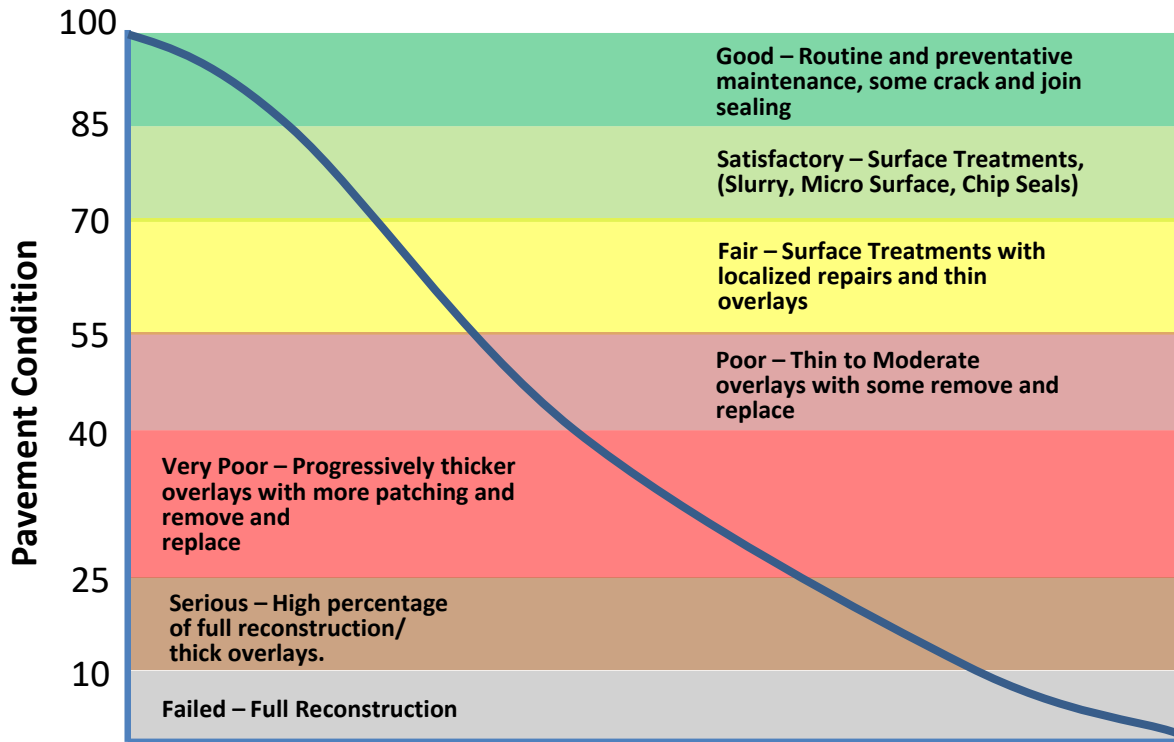 100
Good – Routine and preventative
maintenance, some crack and join
sealing
85
Satisfactory – Surface Treatments,
(Slurry, Micro Surface, Chip Seals)
70
Fair – Surface Treatments with
localized repairs and thin
overlays
55
Poor – Thin to Moderate
overlays with some remove and
replace
40
Very Poor – Progressively thicker
overlays with more patching and
remove and
replace
25
Serious – High percentage
of full reconstruction/
thick overlays.
10
Failed – Full Reconstruction
Pavement Condition